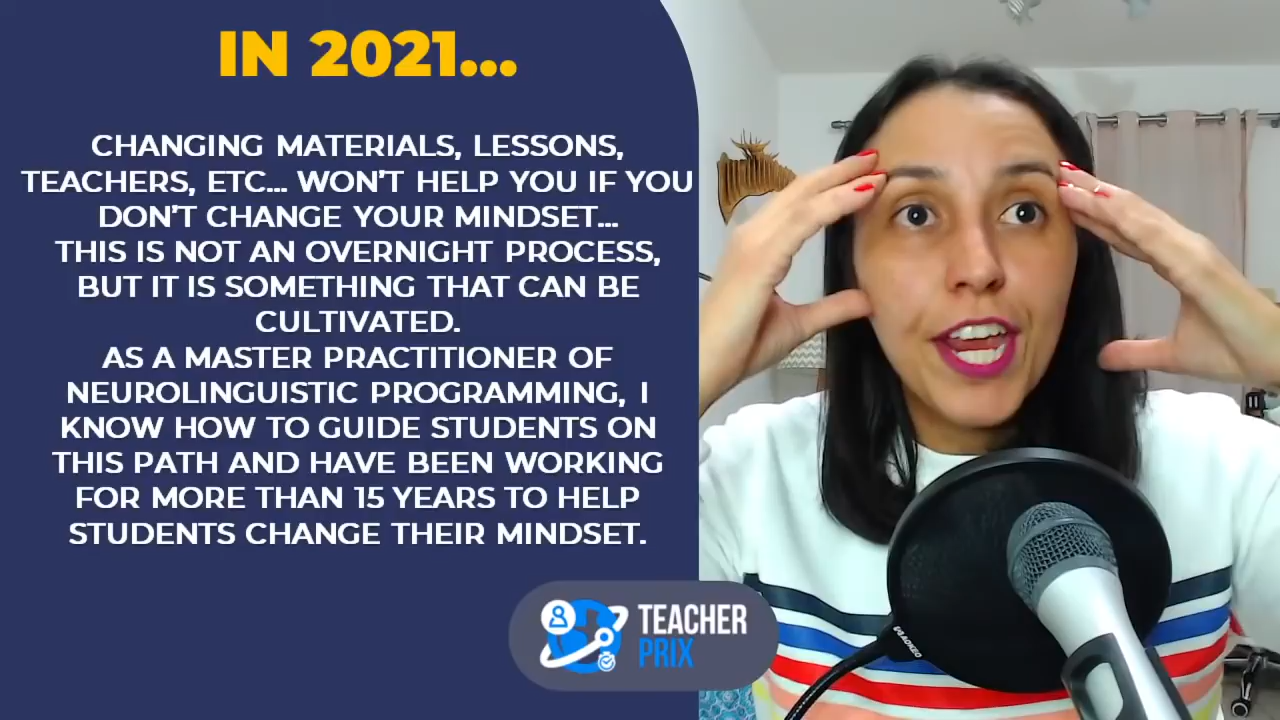 IN 2021...
CHANGING MATERIALS, LESSONS,
TEACHERS, ETC... WON'T HELP YOU IF YOU
DON'T CHANGE YOUR MINDSET...
THIS IS NOT AN OVERNIGHT PROCESS,
BUT IT IS SOMETHING THAT CAN BE
CULTIVATED.
AS A MASTER PRACTITIONER OF
NEUROLINGUISTIC PROGRAMMING, I
KNOW HOW TO GUIDE STUDENTS ON
THIS PATH AND HAVE BEEN WORKING
FOR MORE THAN 15 YEARS TO HELP
STUDENTS CHANGE THEIR MINDSET.
TEACHER
PRIX